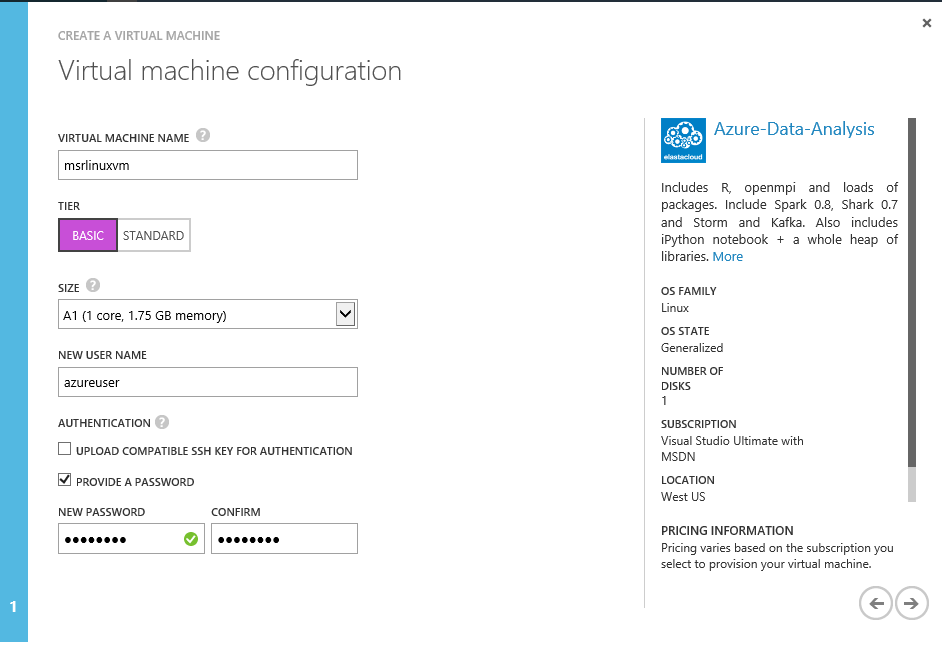 CREATE A VIRTUAL MACHINE
Virtual machine configuration
VIRTUAL MACHINE NAME ?
msrlinuxvm
TIER
BASIC STANDARD
SIZE ?
A1 (1 core, 1.75 GB memory)
NEW USER NAME
azureuser
AUTHENTICATION ?
UPLOAD COMPATIBLE SSH KEY FOR AUTHENTICATION
PROVIDE A PASSWORD
NEW PASSWORD CONFIRM
●●●●●●●● ●●●●●●●●
1
elastacloud
Azure-Data-Analysis
Includes R, openmpi and loads of
packages. Include Spark 0.8, Shark 0.7
and Storm and Kafka. Also includes
iPython notebook + a whole heap of
libraries. More
OS FAMILY
Linux
OS STATE
Generalized
NUMBER OF
DISKS
1
SUBSCRIPTION
Visual Studio Ultimate with
MSDN
LOCATION
West US
PRICING INFORMATION
Pricing varies based on the subscription you
select to provision your virtual machine.